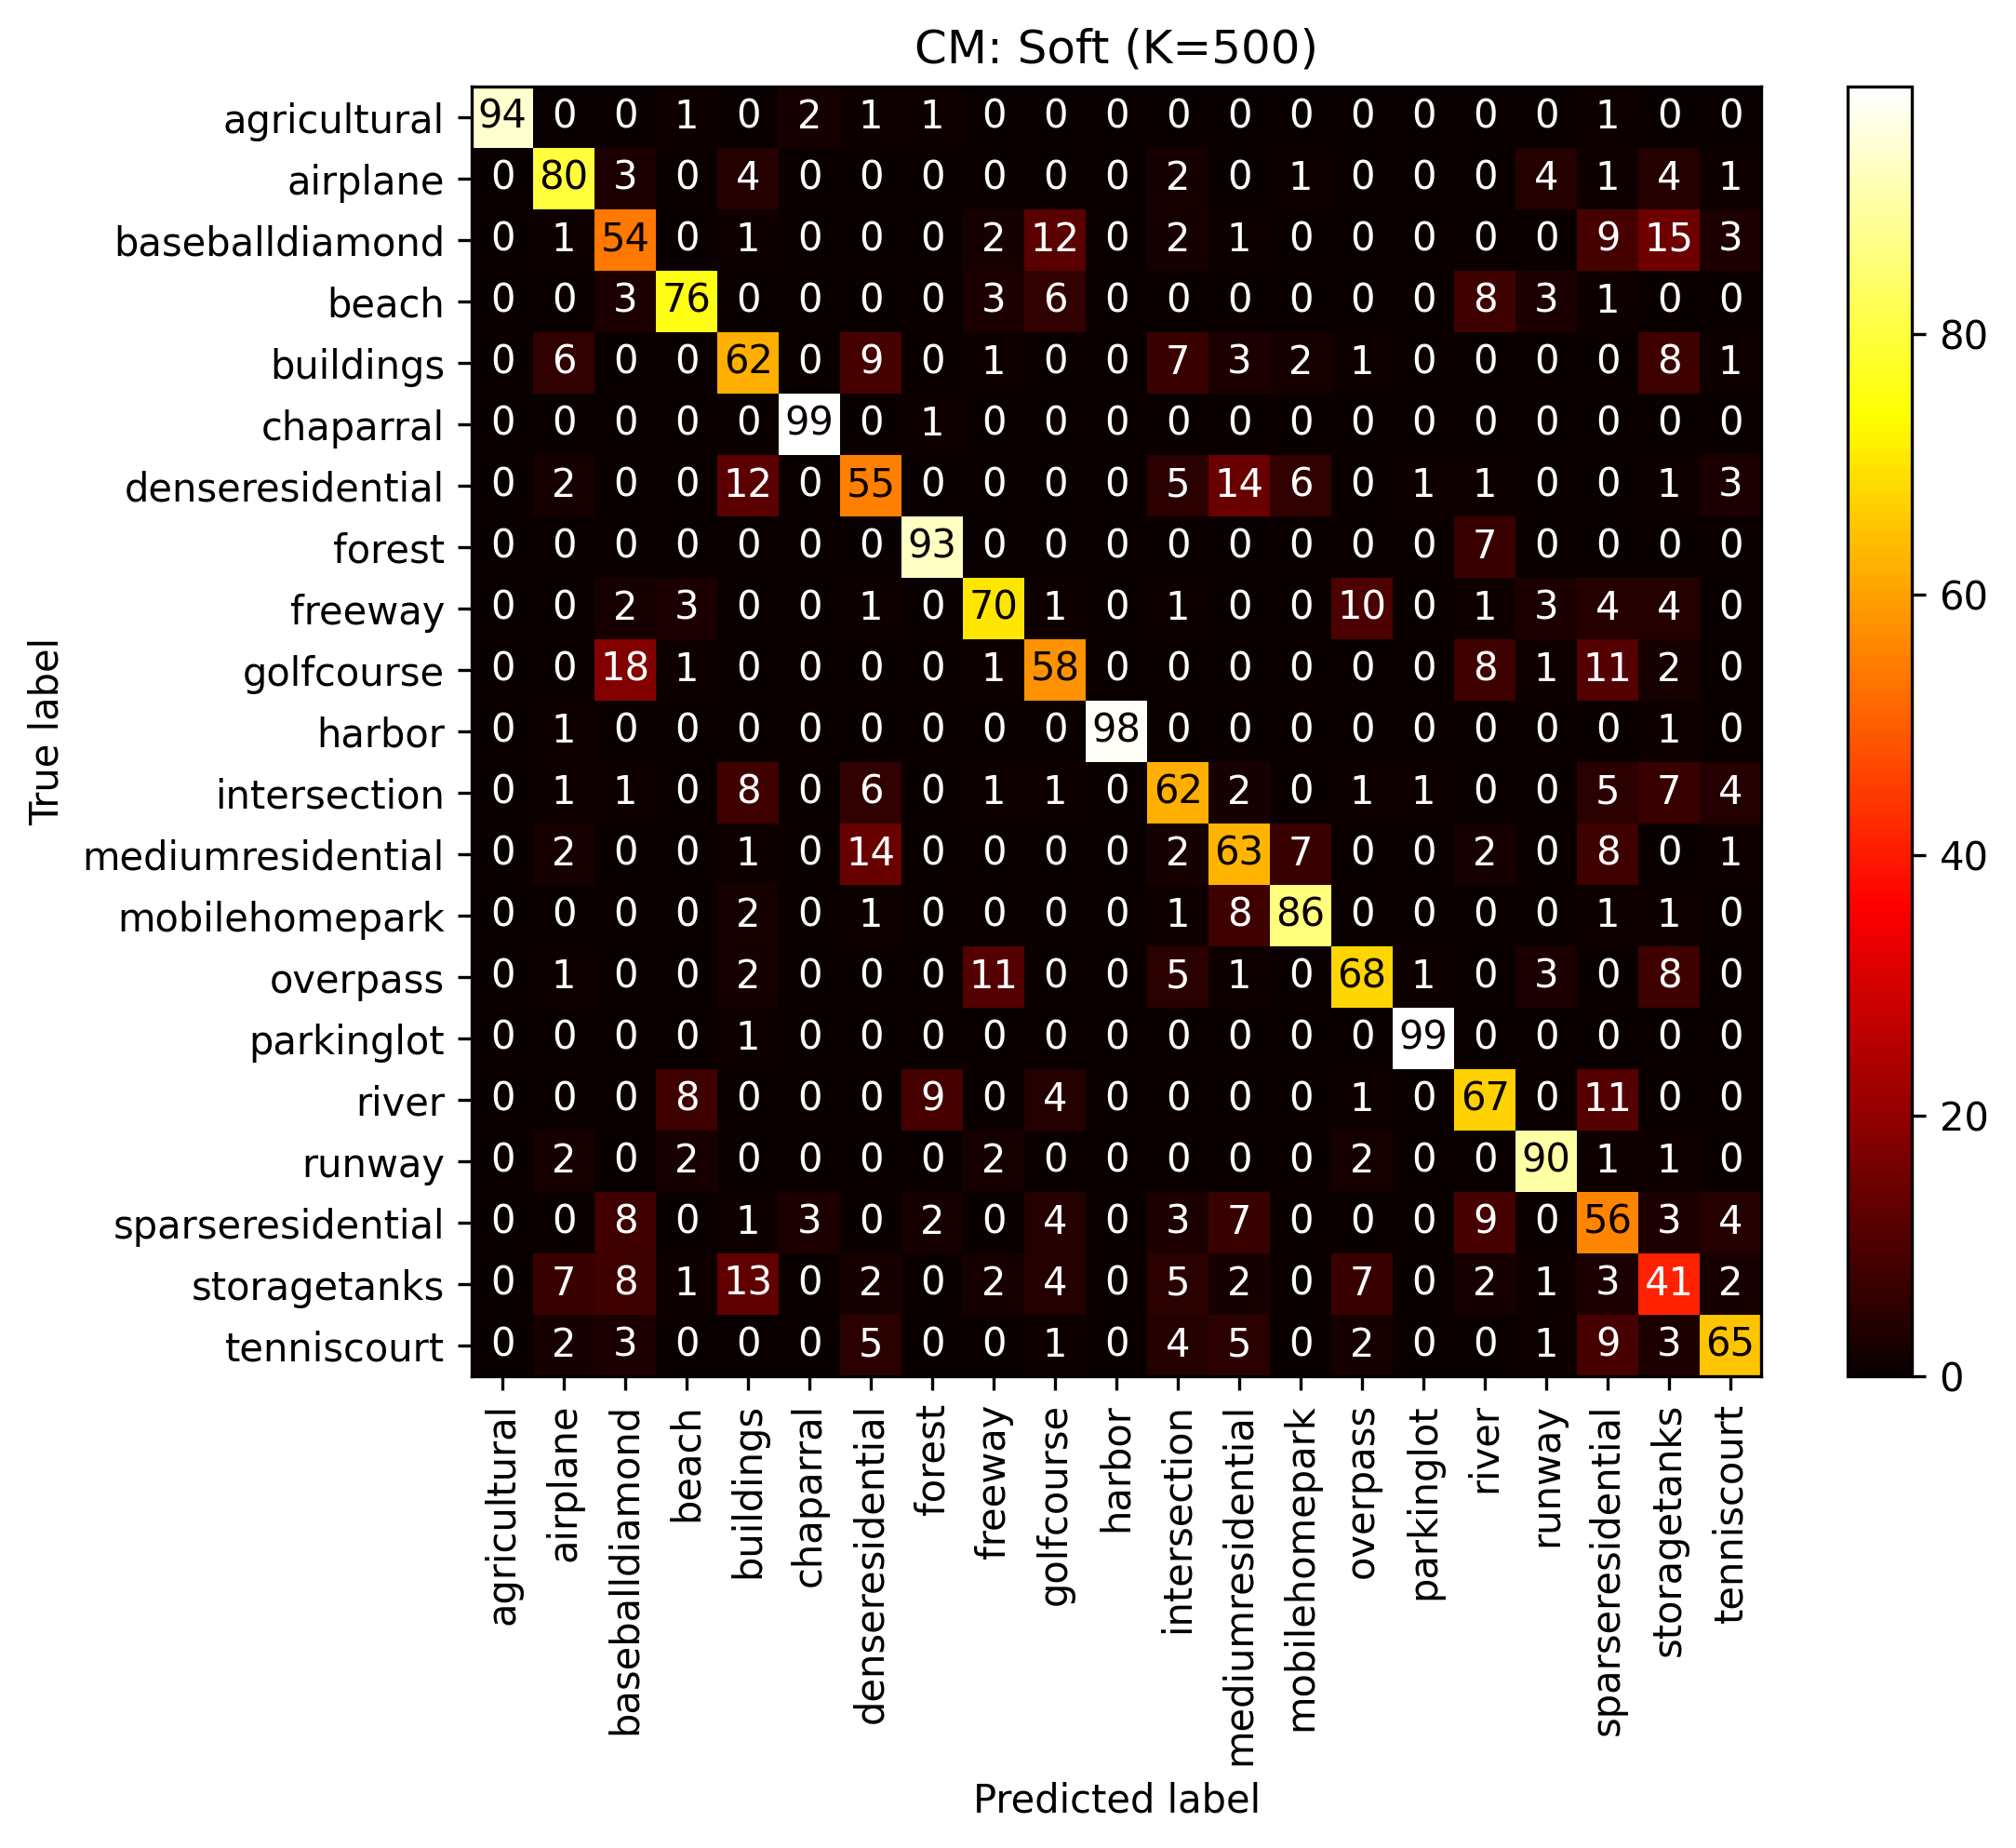 CM: Soft (K=500)
agricultural 94 0 0 1 0 2 1 1 0 0 0 0 0 0 0 0 0 0 1 0 0
airplane 0 80 3 0 4 0 0 0 0 0 0 2 0 1 0 0 0 4 1 4 1
baseballdiamond 0 1 54 0 1 0 0 0 2 12 0 2 1 0 0 0 0 0 9 15 3
beach 0 0 3 76 0 0 0 0 3 6 0 0 0 0 0 0 8 3 1 0 0
buildings 0 6 0 0 62 0 9 0 1 0 0 7 3 2 1 0 0 0 0 8 1
chaparral 0 0 0 0 0 99 0 1 0 0 0 0 0 0 0 0 0 0 0 0 0
denseresidential 0 2 0 0 12 0 55 0 0 0 0 5 14 6 0 1 1 0 0 1 3
forest 0 0 0 0 0 0 0 93 0 0 0 0 0 0 0 0 7 0 0 0 0
freeway 0 0 2 3 0 0 1 0 70 1 0 1 0 0 10 0 1 3 4 4 0
golfcourse 0 0 18 1 0 0 0 0 1 58 0 0 0 0 0 0 8 1 11 2 0
harbor 0 1 0 0 0 0 0 0 0 0 98 0 0 0 0 0 0 0 0 1 0
intersection 0 1 1 0 8 0 6 0 1 1 0 62 2 0 1 1 0 0 5 7 4
mediumresidential 0 2 0 0 1 0 14 0 0 0 0 2 63 7 0 0 2 0 8 0 1
mobilehomepark 0 0 0 0 2 0 1 0 0 0 0 1 8 86 0 0 0 0 1 1 0
overpass 0 1 0 0 2 0 0 0 11 0 0 5 1 0 68 1 0 3 0 8 0
parkinglot 0 0 0 0 1 0 0 0 0 0 0 0 0 0 0 99 0 0 0 0 0
river 0 0 0 8 0 0 0 9 0 4 0 0 0 0 1 0 67 0 11 0 0
runway 0 2 0 2 0 0 0 0 2 0 0 0 0 0 2 0 0 90 1 1 0
sparseresidential 0 0 8 0 1 3 0 2 0 4 0 3 7 0 0 0 9 0 56 3 4
storagetanks 0 7 8 1 13 0 2 0 2 4 0 5 2 0 7 0 2 1 3 41 2
tenniscourt 0 2 3 0 0 0 5 0 0 1 0 4 5 0 2 0 0 1 9 3 65
True label
agricultural
airplane
baseballdiamond
beach
buildings
chaparral
denseresidential
forest
freeway
golfcourse
harbor
intersection
mediumresidential
mobilehomepark
overpass
parkinglot
river
runway
sparseresidential
storagetanks
tenniscourt
Predicted label
80
60
40
20
0